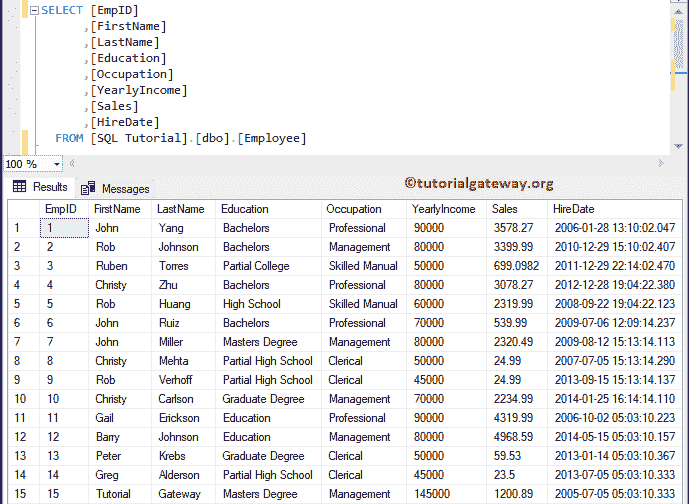 SELECT [EmpID]
,[FirstName]
,[LastName]
,[Education]
,[Occupation]
,[YearlyIncome]
,[Sales]
,[HireDate]
FROM [SQL Tutorial].[dbo].[Employee]
100 %
Results Messages ©tutorialgateway.org
EmpID FirstName LastName Education Occupation YearlyIncome Sales HireDate
1 1 John Yang Bachelors Professional 90000 3578.27 2006-01-28 13:10:02.047
2 2 Rob Johnson Bachelors Management 80000 3399.99 2010-12-29 15:10:02.407
3 3 Ruben Torres Partial College Skilled Manual 50000 699.0982 2011-12-29 22:14:02.470
4 4 Christy Zhu Bachelors Professional 80000 3078.27 2012-12-28 19:04:22.380
5 5 Rob Huang High School Skilled Manual 60000 2319.99 2008-09-22 19:04:22.123
6 6 John Ruiz Bachelors Professional 70000 539.99 2009-07-06 12:09:14.237
7 7 John Miller Masters Degree Management 80000 2320.49 2009-08-12 15:13:14.113
8 8 Christy Mehta Partial High School Clerical 50000 24.99 2007-07-05 15:13:14.290
9 9 Rob Verhoff Partial High School Clerical 45000 24.99 2013-09-15 15:13:14.137
10 10 Christy Carlson Graduate Degree Management 70000 2234.99 2014-01-25 16:14:14.110
11 11 Gail Erickson Education Professional 90000 4319.99 2006-10-02 05:03:10.223
12 12 Barry Johnson Education Management 80000 4968.59 2014-05-15 05:03:10.157
13 13 Peter Krebs Graduate Degree Clerical 50000 59.53 2013-01-14 05:03:10.367
14 14 Greg Alderson Partial High School Clerical 45000 23.5 2013-07-05 05:03:10.333
15 15 Tutorial Gateway Masters Degree Management 145000 1200.89 2005-07-05 05:03:10.333